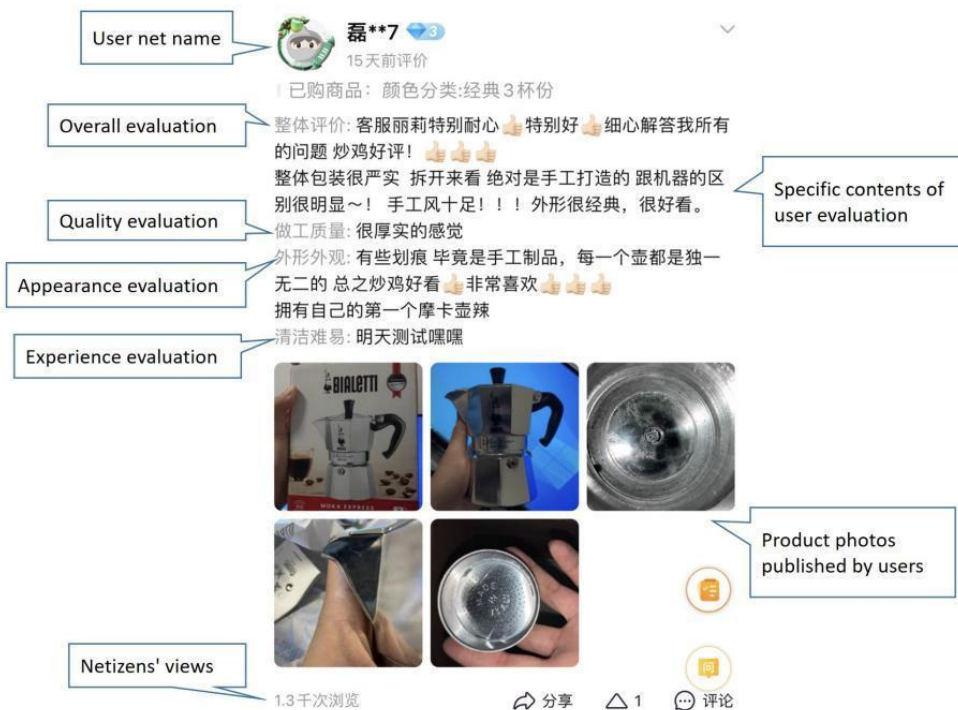 User net name
磊**7
3
15天前评价
已购商品：颜色分类:经典3杯份
Overall evaluation
整体评价: 客服丽莉特别耐心👍🏻特别好👍🏻细心解答我所有
的问题 炒鸡好评！👍🏻👍🏻👍🏻
整体包装很严实 拆开来看 绝对是手工打造的 跟机器的区
别很明显～！ 手工风十足！！！外形很经典，很好看。
Specific contents of
user evaluation
Quality evaluation
做工质量: 很厚实的感觉
Appearance evaluation
外形外观: 有些划痕 毕竟是手工制品，每一个壶都是独一
无二的 总之炒鸡好看👍🏻非常喜欢👍🏻👍🏻👍🏻
拥有自己的第一个摩卡壶辣
Experience evaluation
清洁难易: 明天测试嘿嘿
BIALETTI
MOKA EXPRESS
MADE
IN
ITALY
Product photos
published by users
问
Netizens' views
1.3千次浏览
分享
1
评论